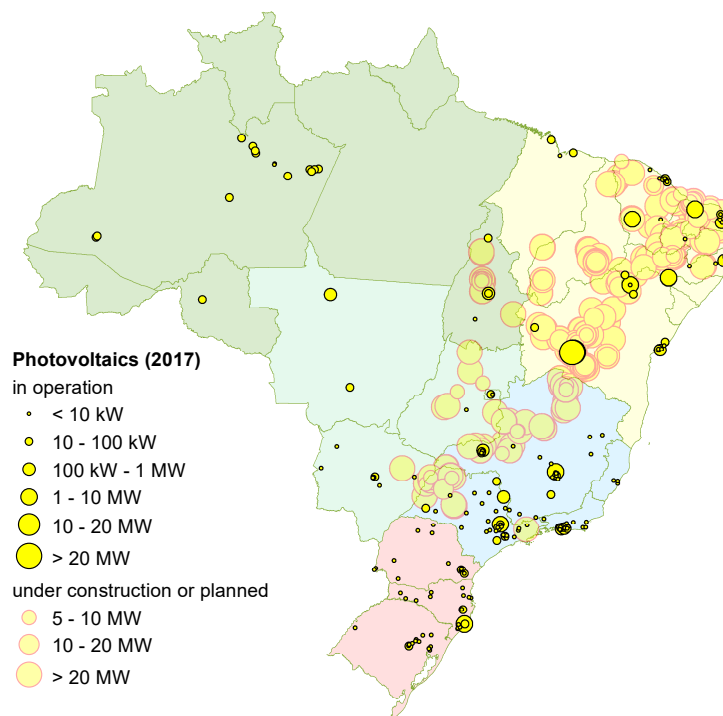 Photovoltaics (2017)
in operation
< 10 kW
10 - 100 kW
100 kW - 1 MW
1 - 10 MW
10 - 20 MW
> 20 MW
under construction or planned
5 - 10 MW
10 - 20 MW
> 20 MW